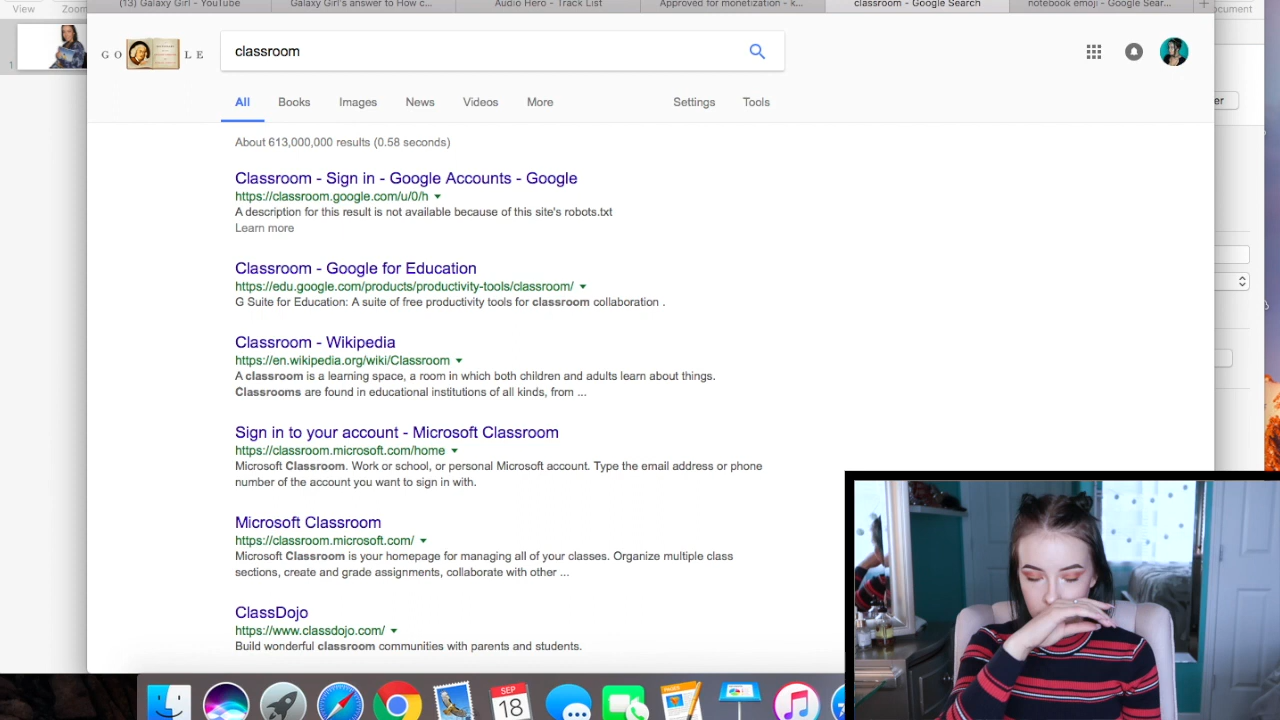 View Zoom
(13) Galaxy Girl - YouTube Galaxy Girl's answer to How c... Audio Hero - Track List Approved for monetization - k... classroom - Google Search notebook emoji - Google Sear... +
ocument
1
G O L E classroom
er
All Books Images News Videos More Settings Tools
About 613,000,000 results (0.58 seconds)
Classroom - Sign in - Google Accounts - Google
https://classroom.google.com/u/0/h
A description for this result is not available because of this site's robots.txt
Learn more
Classroom - Google for Education
https://edu.google.com/products/productivity-tools/classroom/
G Suite for Education: A suite of free productivity tools for classroom collaboration .
Classroom - Wikipedia
https://en.wikipedia.org/wiki/Classroom
A classroom is a learning space, a room in which both children and adults learn about things.
Classrooms are found in educational institutions of all kinds, from ...
Sign in to your account - Microsoft Classroom
https://classroom.microsoft.com/home
Microsoft Classroom. Work or school, or personal Microsoft account. Type the email address or phone
number of the account you want to sign in with.
Microsoft Classroom
https://classroom.microsoft.com/
Microsoft Classroom is your homepage for managing all of your classes. Organize multiple class
sections, create and grade assignments, collaborate with other ...
ClassDojo
https://www.classdojo.com/
Build wonderful classroom communities with parents and students.
SEP
18
PAGES